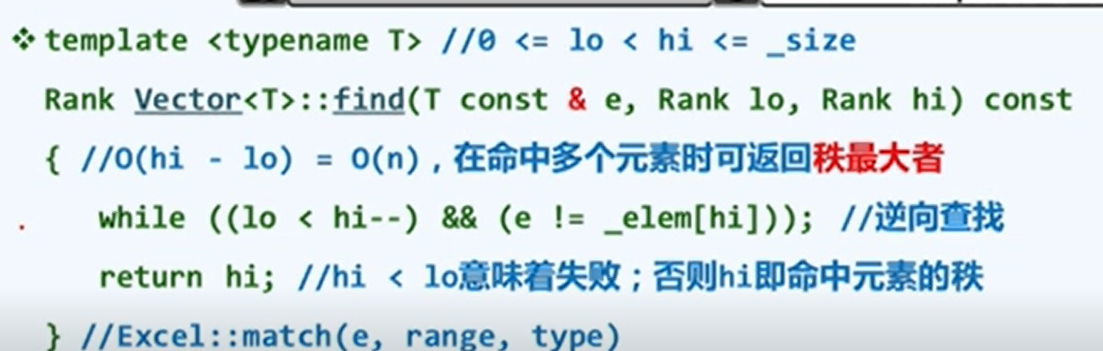 ❖ template <typename T> //0 <= lo < hi <= _size
Rank Vector<T>::find(T const & e, Rank lo, Rank hi) const
{ //O(hi - lo) = O(n)，在命中多个元素时可返回秩最大者
while ((lo < hi--) && (e != _elem[hi])); //逆向查找
return hi; //hi < lo意味着失败；否则hi即命中元素的秩
} //Excel::match(e, range, type)